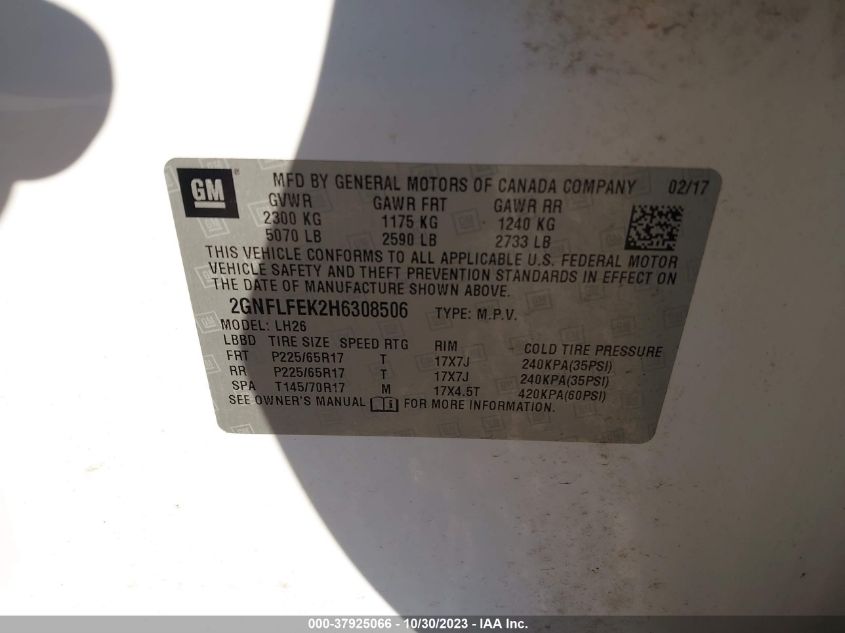 GM
MFD BY GENERAL MOTORS OF CANADA COMPANY 02/17
GVWR GAWR FRT GAWR RR
2300 KG 1175 KG 1240 KG
5070 LB 2590 LB 2733 LB
THIS VEHICLE CONFORMS TO ALL APPLICABLE U.S. FEDERAL MOTOR
VEHICLE SAFETY AND THEFT PREVENTION STANDARDS IN EFFECT ON
THE DATE OF MANUFACTURE SHOWN ABOVE.
2GNFLFEK2H6308506 TYPE: M.P.V.
MODEL: LH26
LBBD TIRE SIZE SPEED RTG RIM COLD TIRE PRESSURE
FRT P225/65R17 T 17X7J 240KPA(35PSI)
RR P225/65R17 T 17X7J 240KPA(35PSI)
SPA T145/70R17 M 17X4.5T 420KPA(60PSI)
SEE OWNER'S MANUAL FOR MORE INFORMATION.
000-37925066 - 10/30/2023 - IAA Inc.